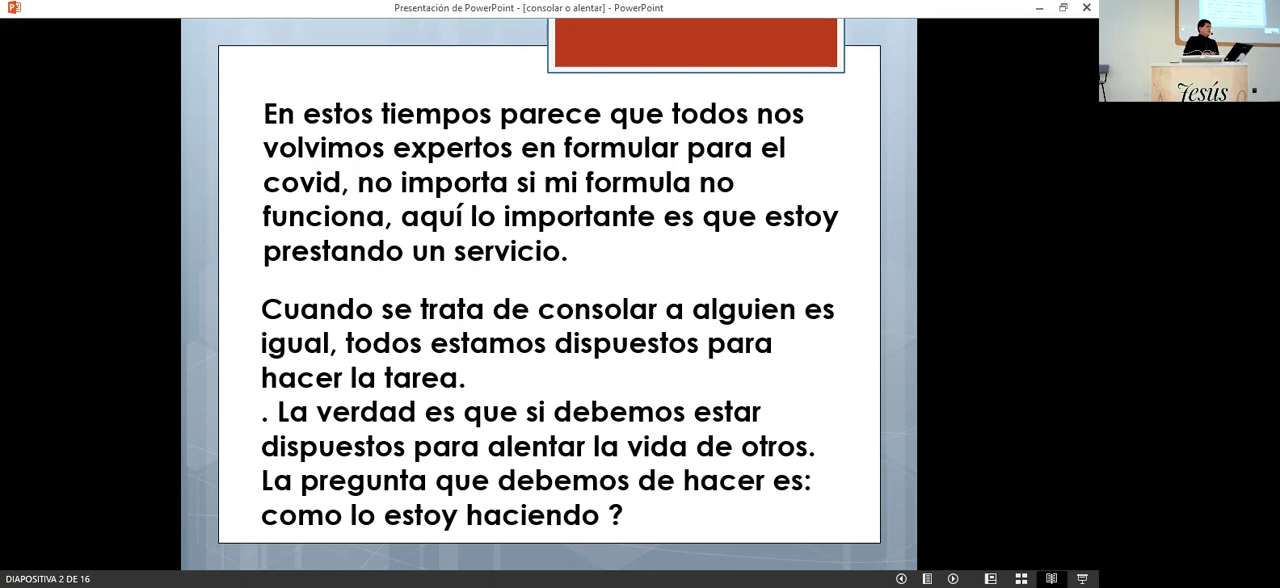 Presentación de PowerPoint - [consolar o alentar] - PowerPoint
En estos tiempos parece que todos nos
volvimos expertos en formular para el
covid, no importa si mi formula no
funciona, aquí lo importante es que estoy
prestando un servicio.
Cuando se trata de consolar a alguien es
igual, todos estamos dispuestos para
hacer la tarea.
. La verdad es que si debemos estar
dispuestos para alentar la vida de otros.
La pregunta que debemos de hacer es:
como lo estoy haciendo ?
Jesús
DIAPOSITIVA 2 DE 16